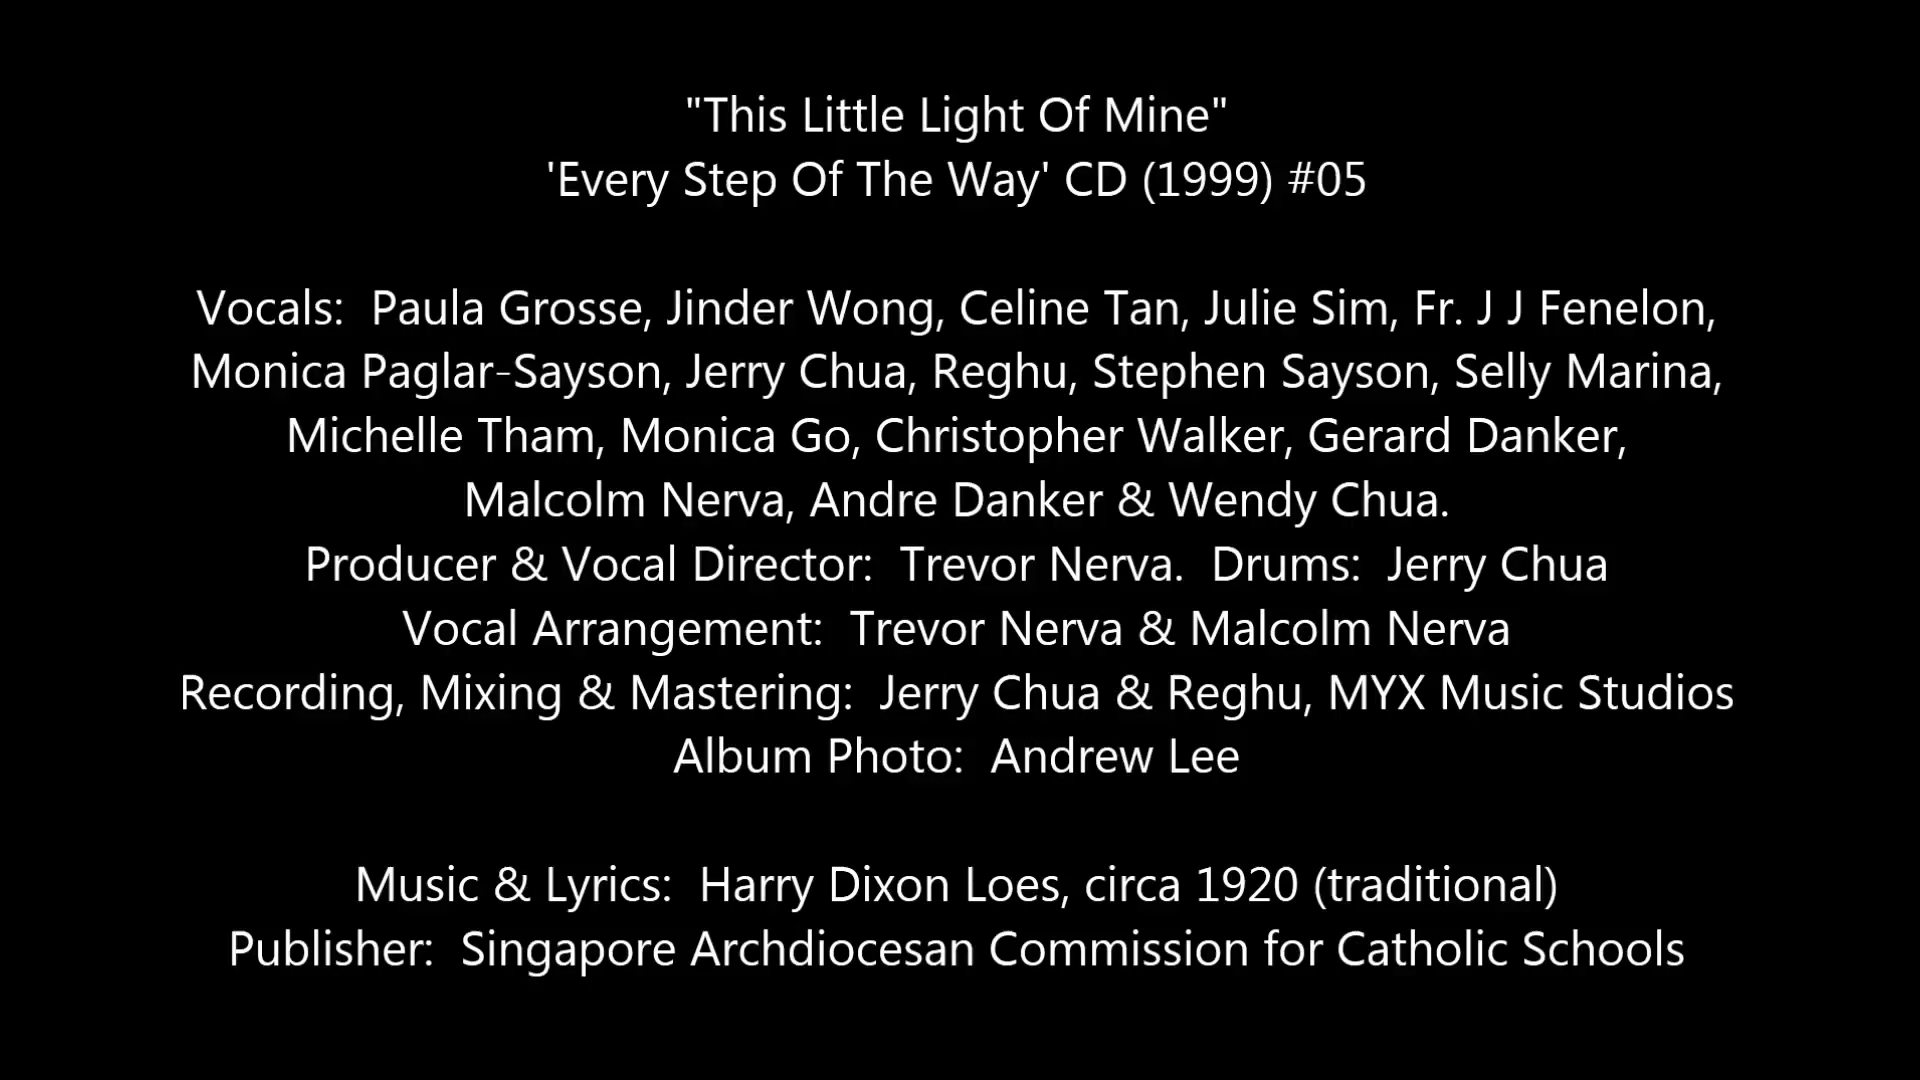 "This Little Light Of Mine"
'Every Step Of The Way' CD (1999) #05
Vocals:  Paula Grosse, Jinder Wong, Celine Tan, Julie Sim, Fr. J J Fenelon,
Monica Paglar-Sayson, Jerry Chua, Reghu, Stephen Sayson, Selly Marina,
Michelle Tham, Monica Go, Christopher Walker, Gerard Danker,
Malcolm Nerva, Andre Danker & Wendy Chua.
Producer & Vocal Director:  Trevor Nerva.  Drums:  Jerry Chua
Vocal Arrangement:  Trevor Nerva & Malcolm Nerva
Recording, Mixing & Mastering:  Jerry Chua & Reghu, MYX Music Studios
Album Photo:  Andrew Lee
Music & Lyrics:  Harry Dixon Loes, circa 1920 (traditional)
Publisher:  Singapore Archdiocesan Commission for Catholic Schools